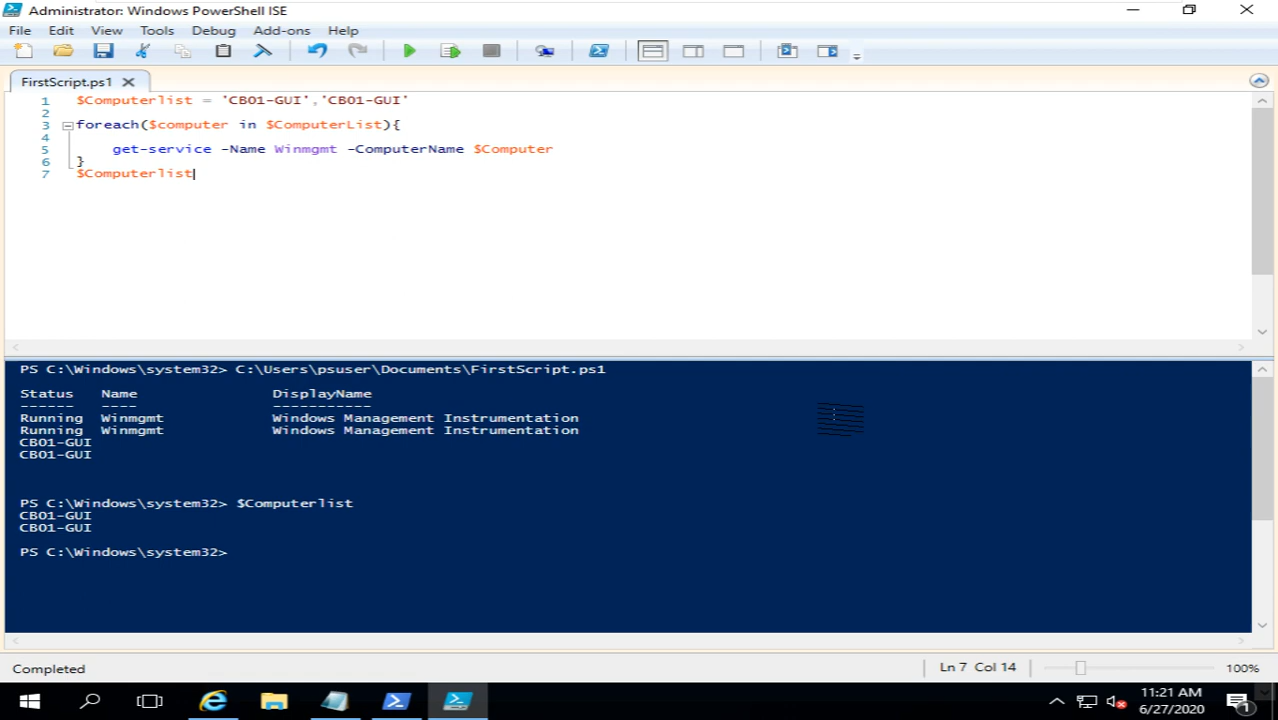 Administrator: Windows PowerShell ISE
File Edit View Tools Debug Add-ons Help
FirstScript.ps1
1 $Computerlist = 'CB01-GUI','CB01-GUI'
2
3 foreach($computer in $ComputerList){
4
5 get-service -Name Winmgmt -ComputerName $Computer
6 }
7 $Computerlist
PS C:\Windows\system32> C:\Users\psuser\Documents\FirstScript.ps1
Status Name DisplayName
------ ---- -----------
Running Winmgmt Windows Management Instrumentation
Running Winmgmt Windows Management Instrumentation
CB01-GUI
CB01-GUI
PS C:\Windows\system32> $Computerlist
CB01-GUI
CB01-GUI
PS C:\Windows\system32>
Completed Ln 7 Col 14 100%
11:21 AM
6/27/2020
1